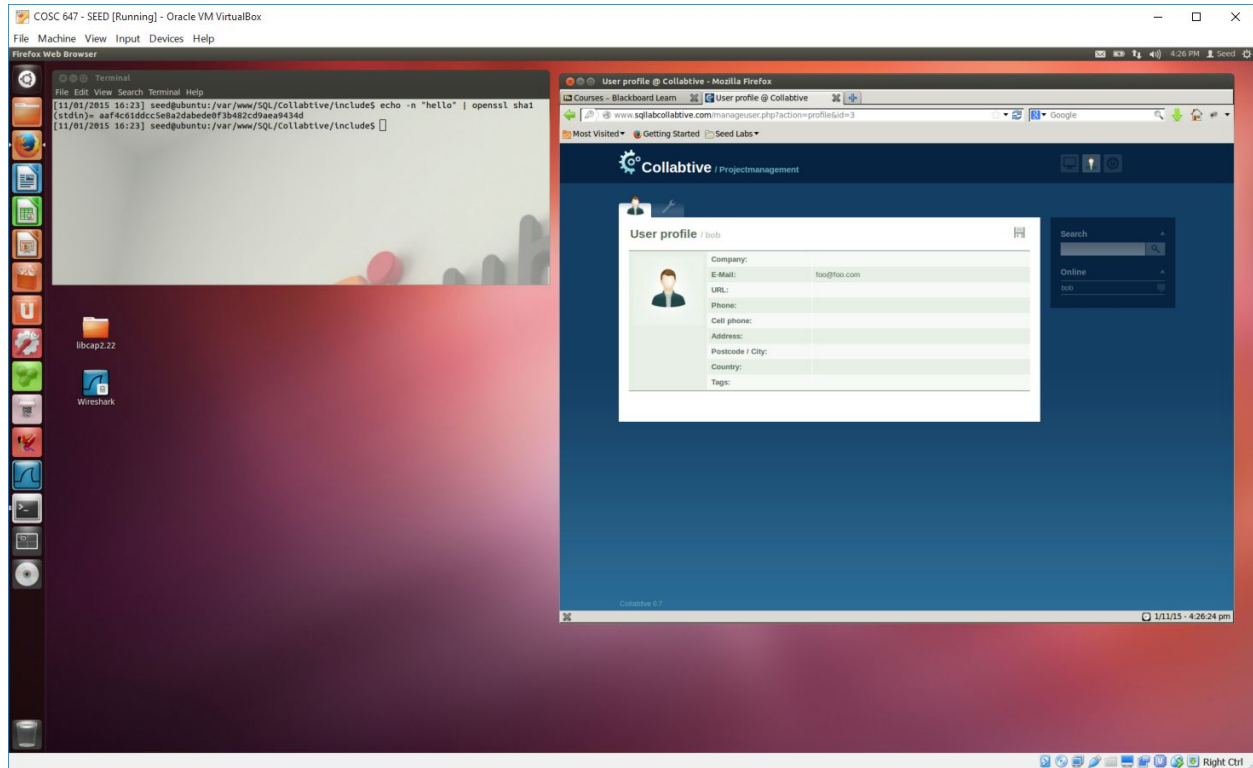 COSC 647 - SEED [Running] - Oracle VM VirtualBox
File Machine View Input Devices Help
Firefox Web Browser
4:26 PM Seed
Terminal
File Edit View Search Terminal Help
[11/01/2015 16:23] seed@ubuntu:/var/www/SQL/Collabtive/include$ echo -n "hello" | openssl sha1
(stdin)= aaf4c61ddcc5e8a2dabede0f3b482cd9aea9434d
[11/01/2015 16:23] seed@ubuntu:/var/www/SQL/Collabtive/include$
libcap2.22
Wireshark
User profile @ Collabtive - Mozilla Firefox
Courses – Blackboard Learn
User profile @ Collabtive
www.sqllabcollabtive.com/manageuser.php?action=profile&id=3
Google
Most Visited
Getting Started
Seed Labs
Collabtive / Projectmanagement
User profile / bob
Company:
E-Mail: foo@foo.com
URL:
Phone:
Cell phone:
Address:
Postcode / City:
Country:
Tags:
Search
Online
bob
Collabtive 0.7
1/11/15 - 4:26:24 pm
Right Ctrl